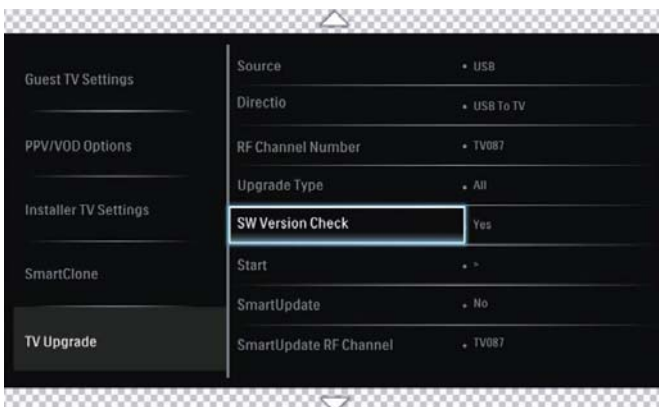 Guest TV Settings
PPV/VOD Options
Installer TV Settings
SmartClone
TV Upgrade
Source • USB
Directio • USB To TV
RF Channel Number • TV087
Upgrade Type • All
SW Version Check Yes
Start • >
SmartUpdate • No
SmartUpdate RF Channel • TV087